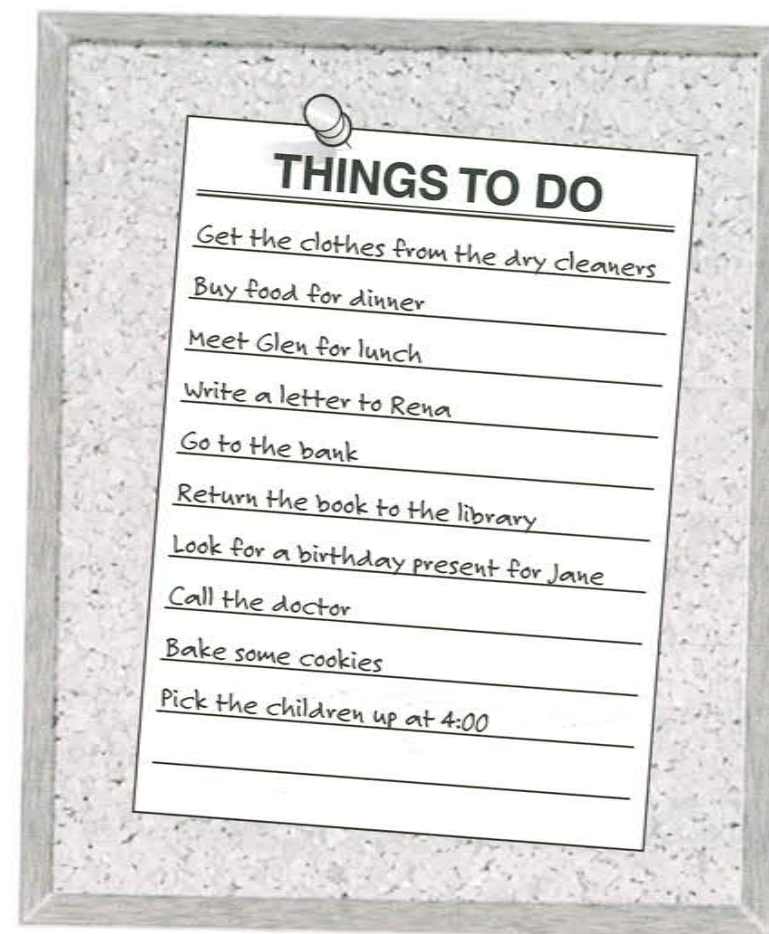 THINGS TO DO
Get the clothes from the dry cleaners
Buy food for dinner
Meet Glen for lunch
Write a letter to Rena
Go to the bank
Return the book to the library
Look for a birthday present for Jane
Call the doctor
Bake some cookies
Pick the children up at 4:00